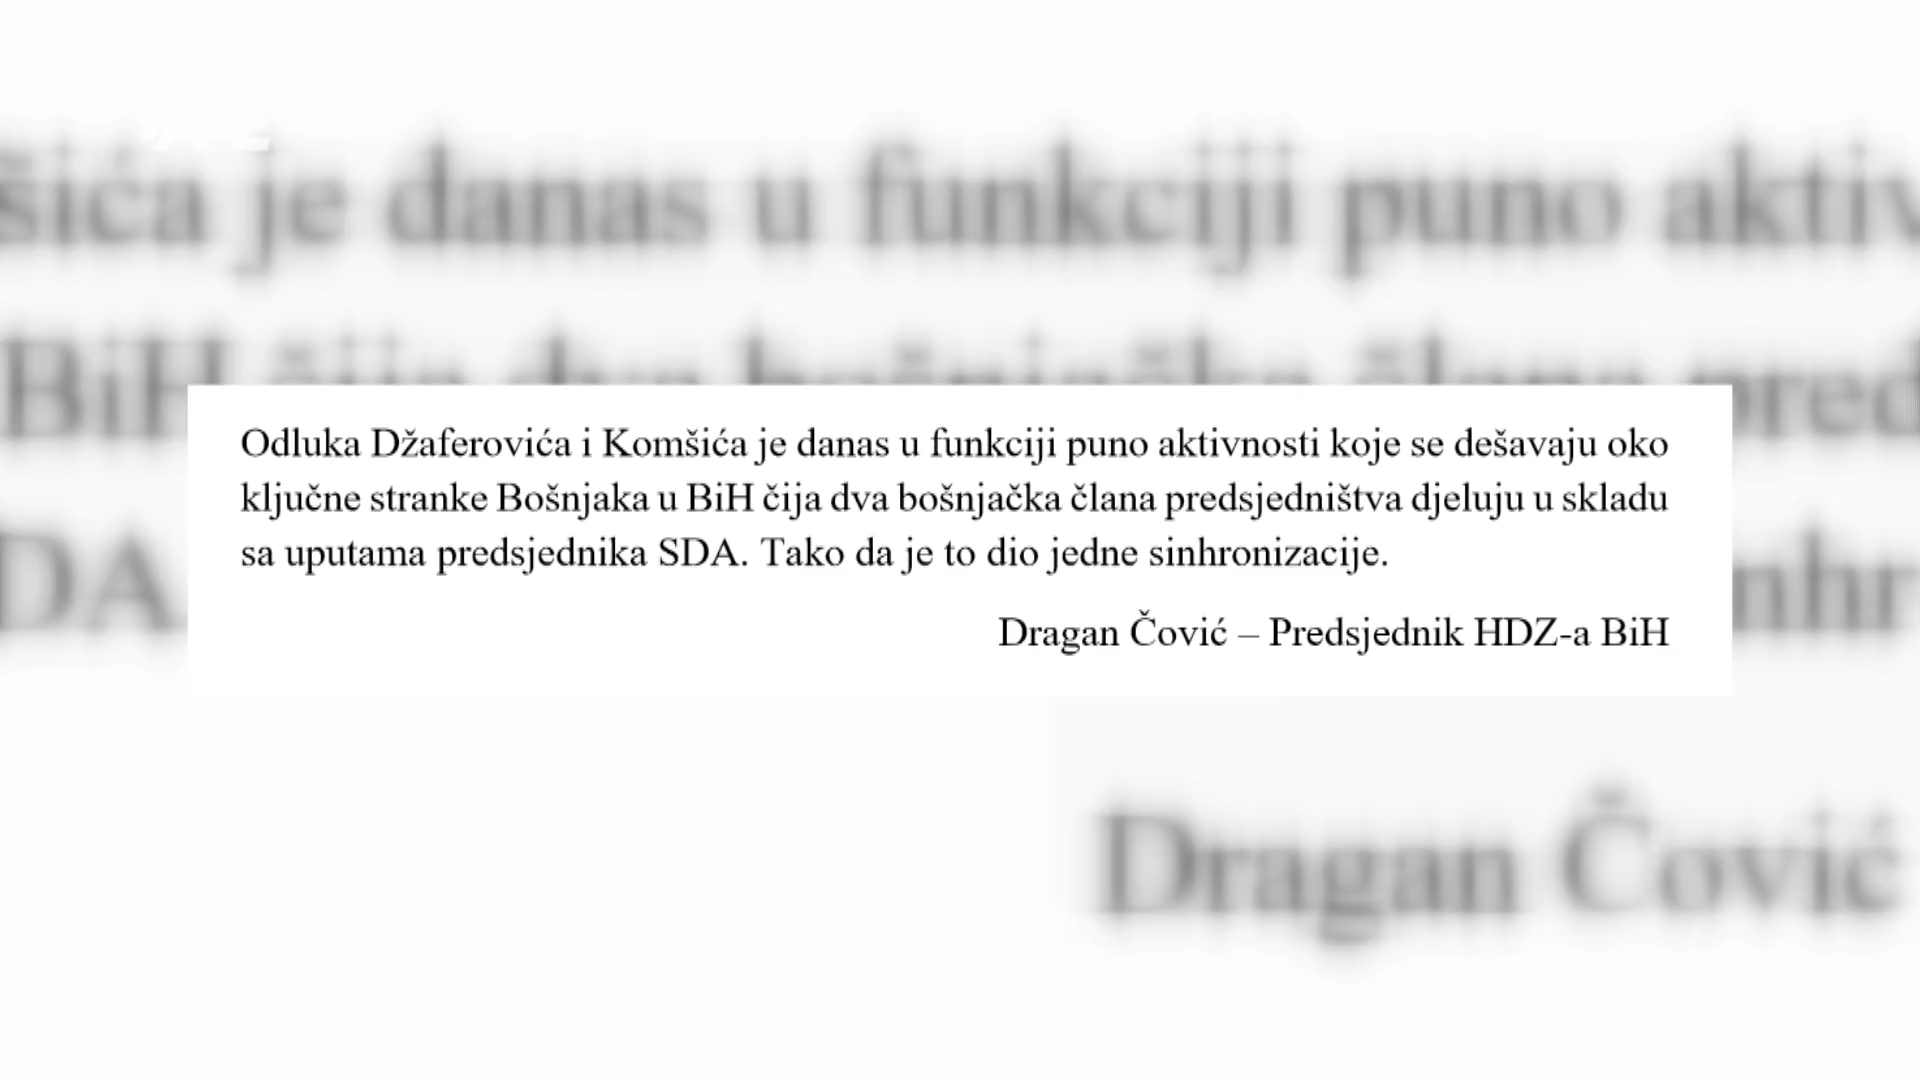 Odluka Džaferovića i Komšića je danas u funkciji puno aktivnosti koje se dešavaju oko
ključne stranke Bošnjaka u BiH čija dva bošnjačka člana predsjedništva djeluju u skladu
sa uputama predsjednika SDA. Tako da je to dio jedne sinhronizacije.
Dragan Čović – Predsjednik HDZ-a BiH